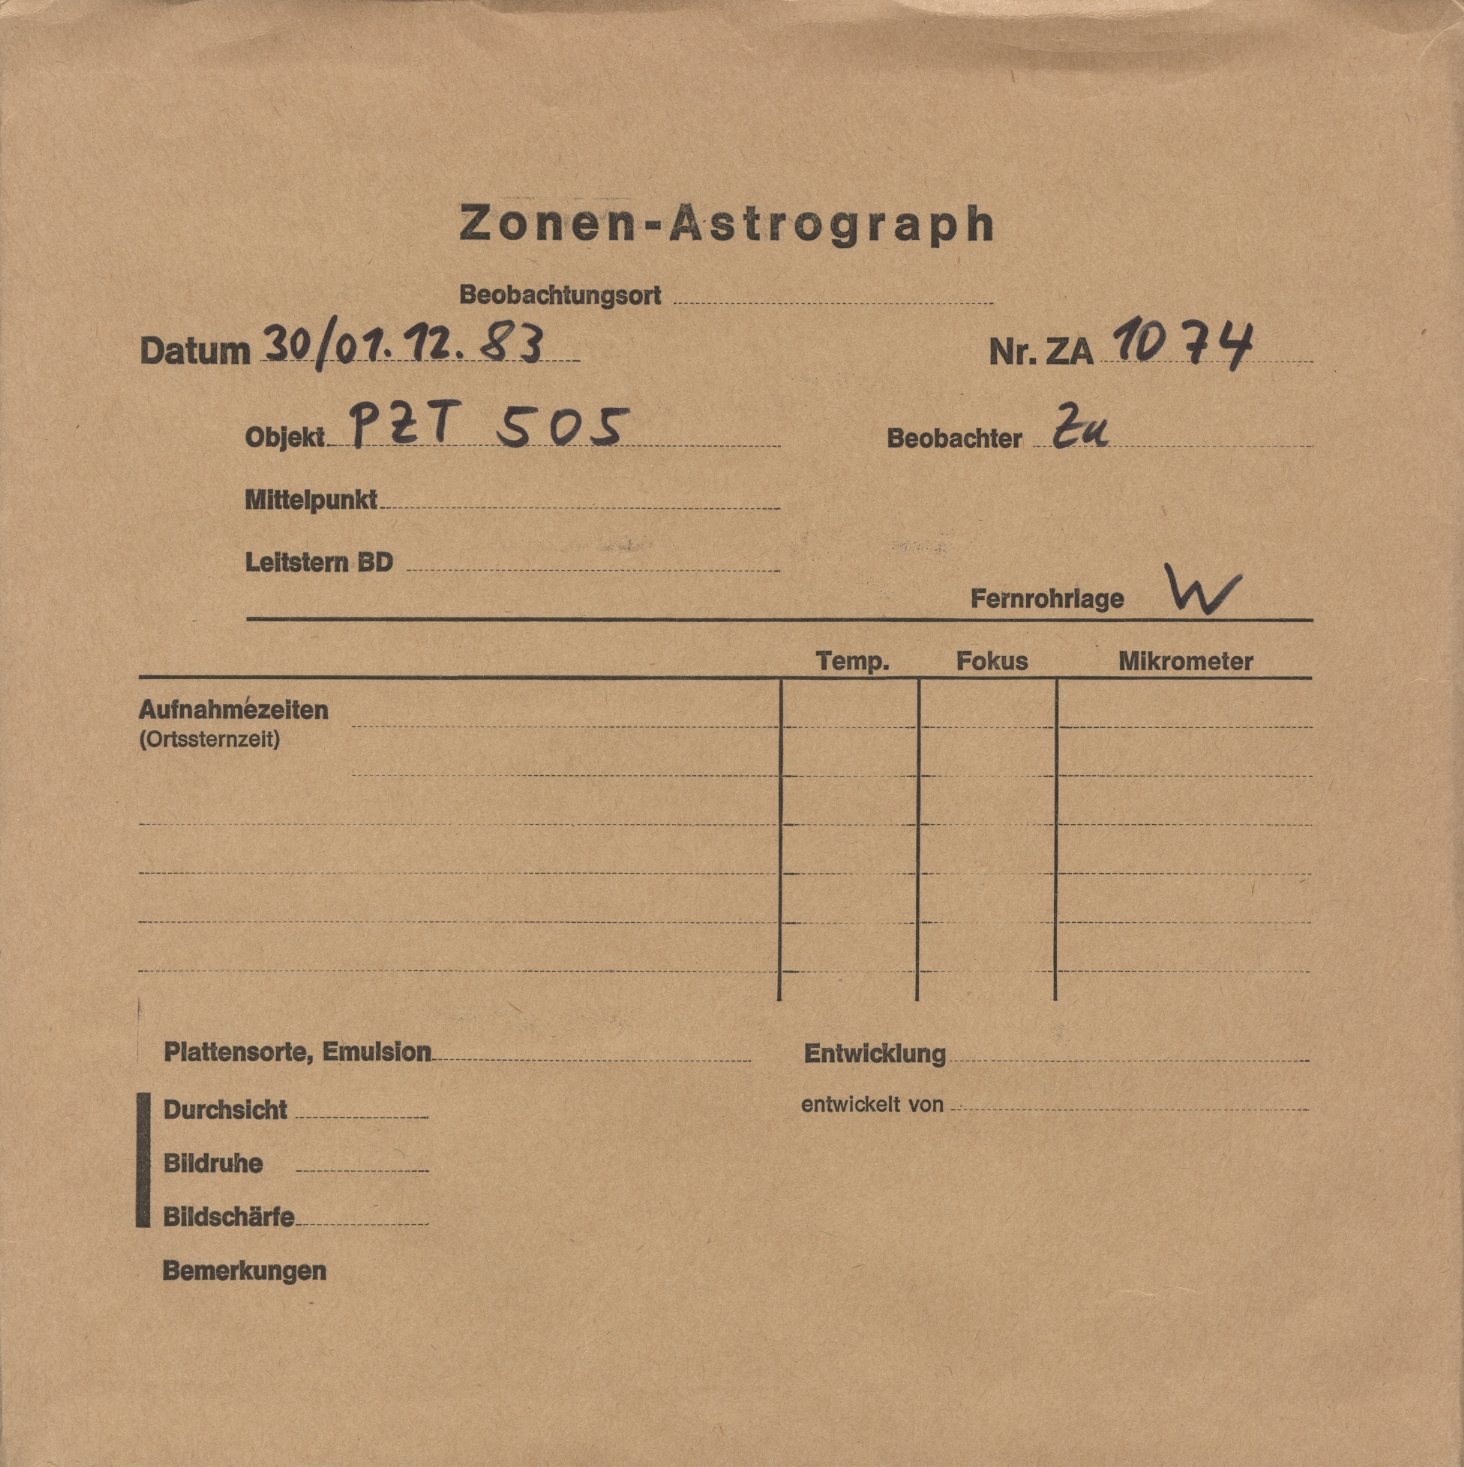 Zonen-Astrograph
Beobachtungsort
Datum 30/01.12.83 Nr. ZA 1074
Objekt PZT 505 Beobachter Zu
Mittelpunkt
Leitstern BD
Fernrohrlage W
Temp. Fokus Mikrometer
Aufnahmezeiten
(Ortssternzeit)
Plattensorte, Emulsion Entwicklung
Durchsicht entwickelt von
Bildruhe
Bildschärfe
Bemerkungen